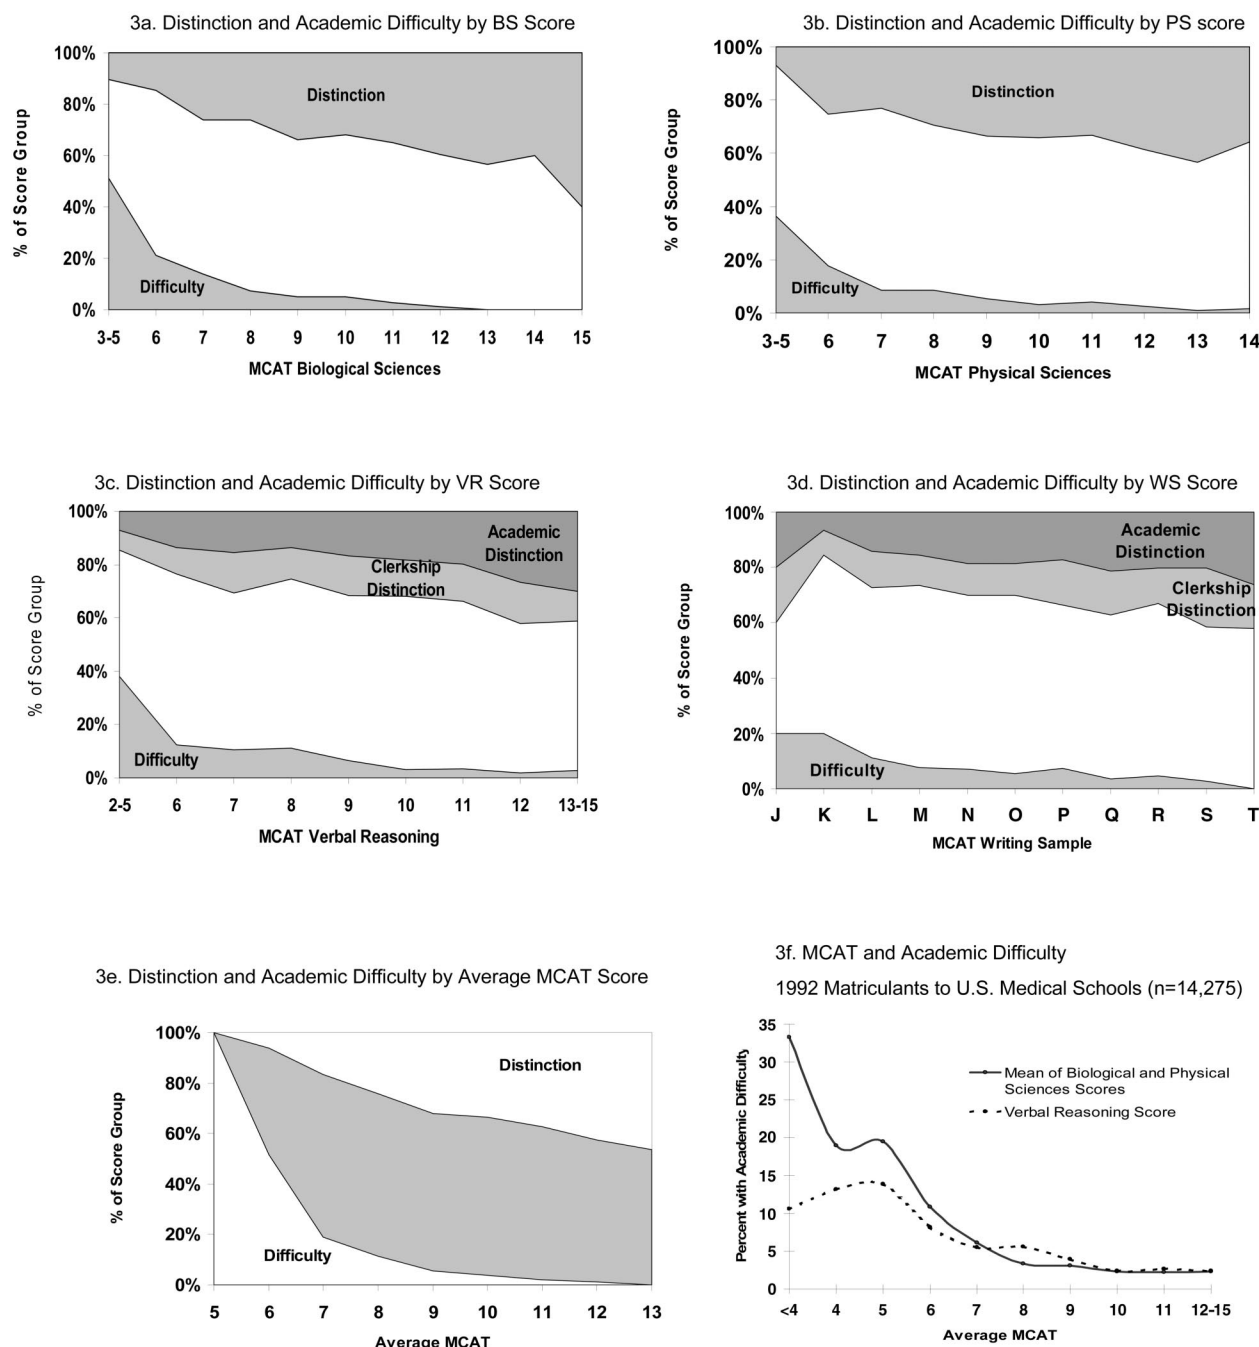 3a. Distinction and Academic Difficulty by BS Score
100%
80%
60%
40%
20%
0%
% of Score Group
Distinction
Difficulty
3-5 6 7 8 9 10 11 12 13 14 15
MCAT Biological Sciences
3b. Distinction and Academic Difficulty by PS score
100%
80%
60%
40%
20%
0%
% of Score Group
Distinction
Difficulty
3-5 6 7 8 9 10 11 12 13 14
MCAT Physical Sciences
3c. Distinction and Academic Difficulty by VR Score
100%
80%
60%
40%
20%
0%
% of Score Group
Academic
Distinction
Clerkship
Distinction
Difficulty
2-5 6 7 8 9 10 11 12 13-15
MCAT Verbal Reasoning
3d. Distinction and Academic Difficulty by WS Score
100%
80%
60%
40%
20%
0%
% of Score Group
Academic
Distinction
Clerkship
Distinction
Difficulty
J K L M N O P Q R S T
MCAT Writing Sample
3e. Distinction and Academic Difficulty by Average MCAT Score
100%
80%
60%
40%
20%
0%
% of Score Group
Distinction
Difficulty
5 6 7 8 9 10 11 12 13
Average MCAT
3f. MCAT and Academic Difficulty
1992 Matriculants to U.S. Medical Schools (n=14,275)
35
30
25
20
15
10
5
0
Percent with Academic Difficulty
Mean of Biological and Physical
Sciences Scores
Verbal Reasoning Score
<4 4 5 6 7 8 9 10 11 12-15
Average MCAT